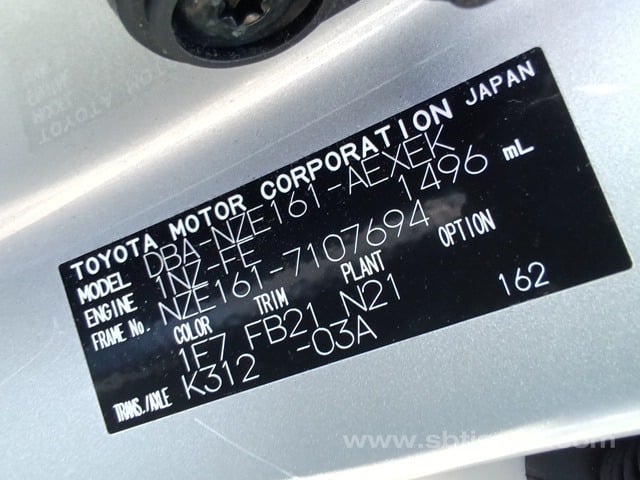 TOYOTA MOTOR CORPORATION JAPAN
MODEL DBA-NZE161-AEXEK
ENGINE 1NZ-FE 1496 mL
FRAME No. NZE161-7107694
COLOR TRIM PLANT OPTION
1F7 FB21 N21 162
TRANS./AXLE K312 -03A